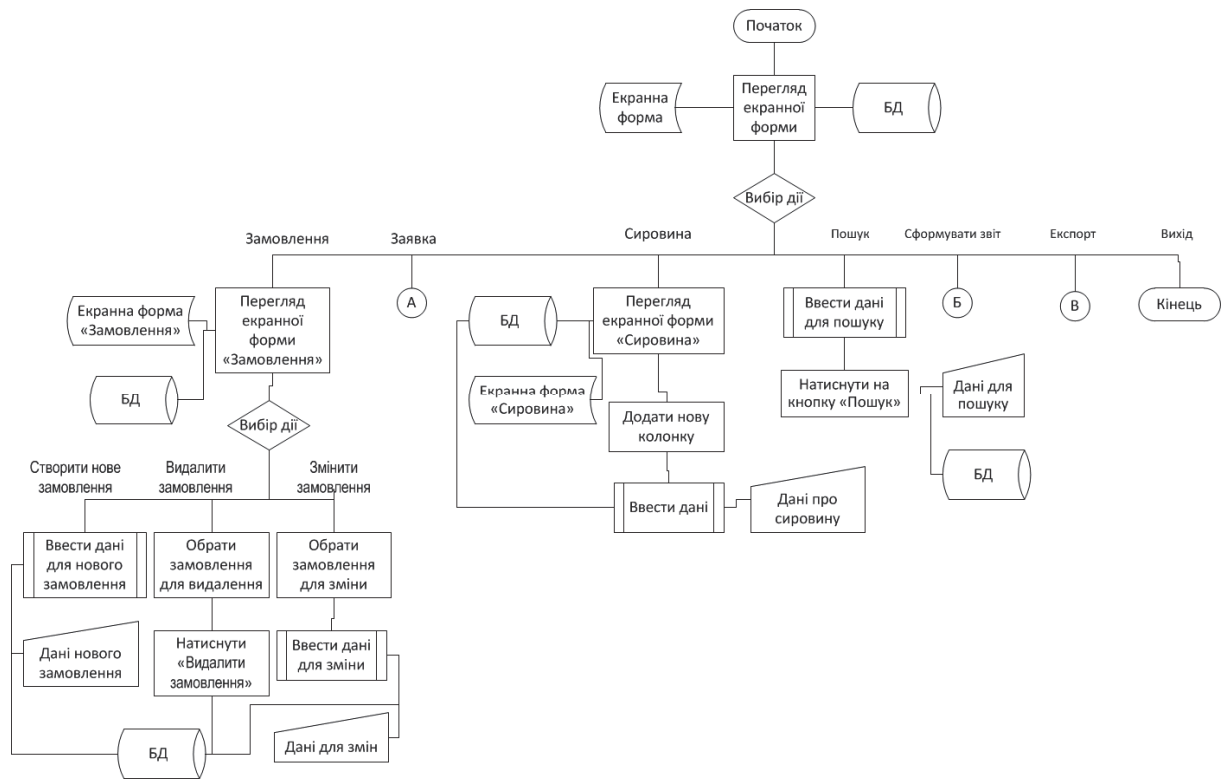 Початок
Екранна
форма
Перегляд
екранної
форми
БД
Вибір дії
Замовлення
Заявка
Сировина
Пошук
Сформувати звіт
Експорт
Вихід
Екранна форма
«Замовлення»
Перегляд
екранної
форми
«Замовлення»
А
БД
Перегляд
екранної форми
«Сировина»
Ввести дані
для пошуку
Б
В
Кінець
БД
Екранна форма
«Сировина»
Додати нову
колонку
Натиснути на
кнопку «Пошук»
Дані для
пошуку
Вибір дії
БД
Створити нове
замовлення
Видалити
замовлення
Змінити
замовлення
Ввести дані
Дані про
сировину
Ввести дані
для нового
замовлення
Обрати
замовлення
для видалення
Обрати
замовлення
для зміни
Дані нового
замовлення
Натиснути
«Видалити
замовлення»
Ввести дані
для зміни
БД
Дані для змін